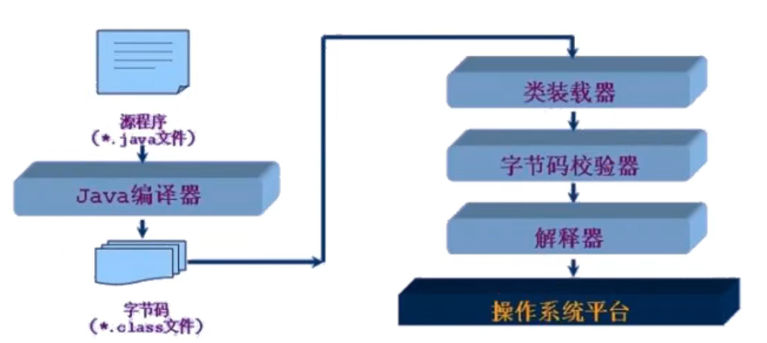 源程序
(*.java文件)
Java编译器
字节码
(*.class文件)
类装载器
字节码校验器
解释器
操作系统平台